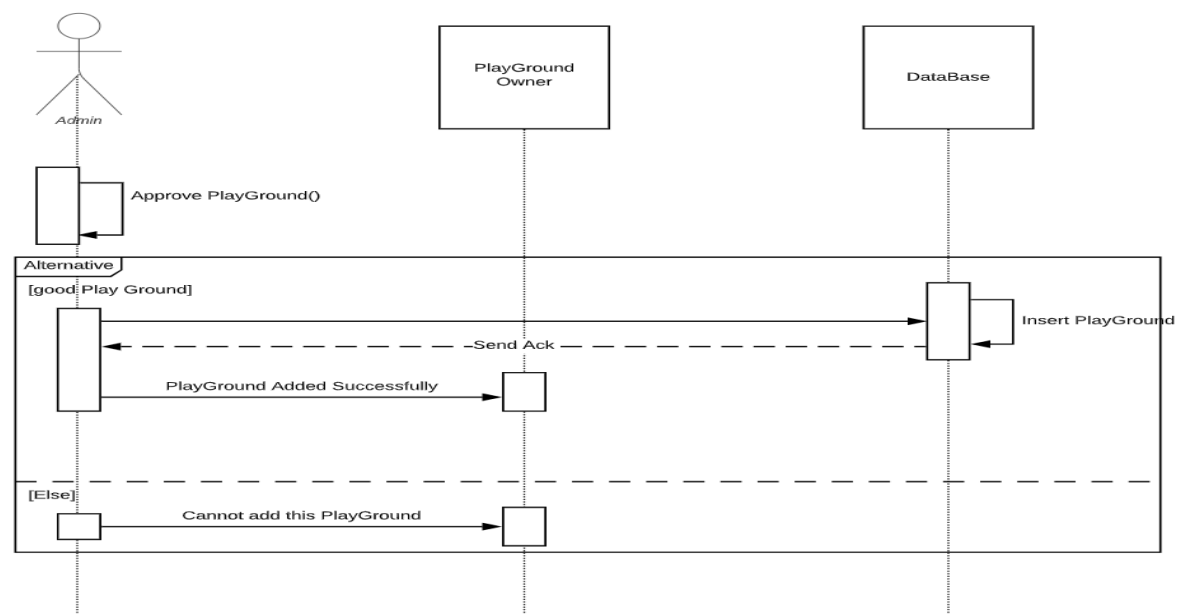 PlayGround
Owner
DataBase
Admin
Approve PlayGround()
Alternative
[good Play Ground]
Insert PlayGround
Send Ack
PlayGround Added Successfully
[Else]
Cannot add this PlayGround